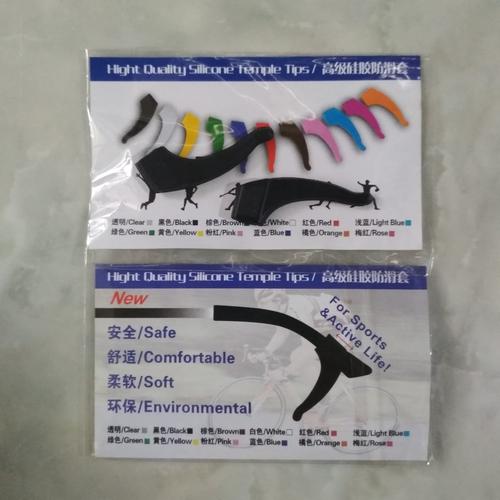 Hight Quality Silicone Temple Tips / 高级硅胶防滑套
透明/Clear 黑色/Black 棕色/Brown /White 红色/Red 浅蓝/Light Blue
绿色/Green 黄色/Yellow 粉红/Pink 蓝色/Blue 橘色/Orange 梅红/Rose
Hight Quality Silicone Temple Tips / 高级硅胶防滑套
New
For Sports
&Active Life!
安全/Safe
舒适/Comfortable
柔软/Soft
环保/Environmental
透明/Clear 黑色/Black 棕色/Brown 白色/White 红色/Red 浅蓝/Light Blue
绿色/Green 黄色/Yellow 粉红/Pink 蓝色/Blue 橘色/Orange 梅红/Rose